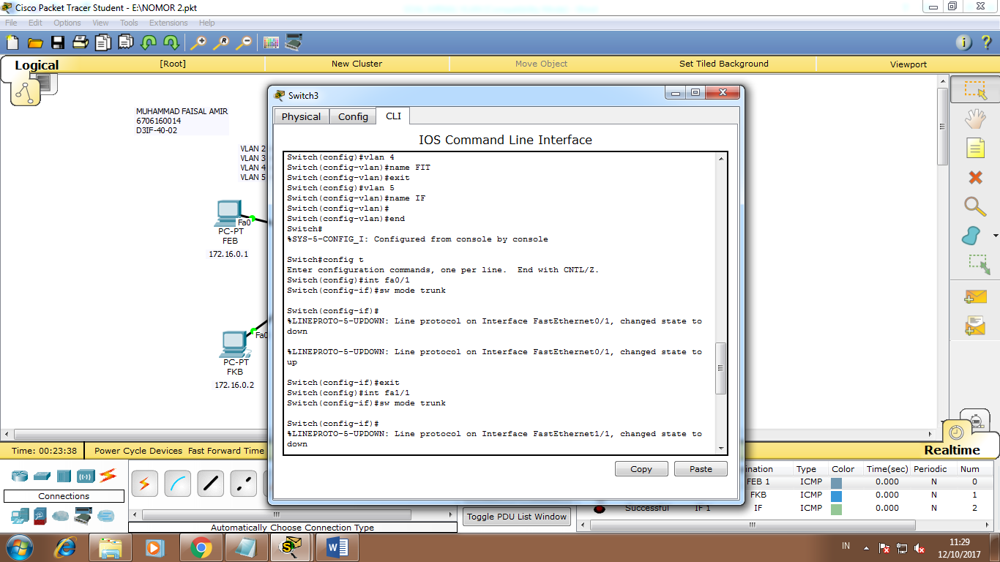 Cisco Packet Tracer Student - E:\NOMOR 2.pkt
File Edit Options View Tools Extensions Help
Logical
[Root]
New Cluster
Move Object
Set Tiled Background
Viewport
MUHAMMAD FAISAL AMIR
6706160014
D3IF-40-02
VLAN 2
VLAN 3
VLAN 4
VLAN 5
Fa0
PC-PT
FEB
172.16.0.1
Fa0
PC-PT
FKB
172.16.0.2
Switch3
Physical Config CLI
IOS Command Line Interface
Switch(config)#vlan 4
Switch(config-vlan)#name FIT
Switch(config-vlan)#exit
Switch(config)#vlan 5
Switch(config-vlan)#name IF
Switch(config-vlan)#
Switch(config-vlan)#end
Switch#
%SYS-5-CONFIG_I: Configured from console by console
Switch#config t
Enter configuration commands, one per line.  End with CNTL/Z.
Switch(config)#int fa0/1
Switch(config-if)#sw mode trunk
Switch(config-if)#
%LINEPROTO-5-UPDOWN: Line protocol on Interface FastEthernet0/1, changed state to
down
%LINEPROTO-5-UPDOWN: Line protocol on Interface FastEthernet0/1, changed state to
up
Switch(config-if)#exit
Switch(config)#int fa1/1
Switch(config-if)#sw mode trunk
Switch(config-if)#
%LINEPROTO-5-UPDOWN: Line protocol on Interface FastEthernet1/1, changed state to
down
Copy Paste
Time: 00:23:38 Power Cycle Devices Fast Forward Time
Realtime
Connections
Automatically Choose Connection Type
Toggle PDU List Window
ination Type Color Time(sec) Periodic Num
FEB 1 ICMP 0.000 N 0
FKB ICMP 0.000 N 1
Successful IF 1 IF ICMP 0.000 N 2
IN
11:29
12/10/2017